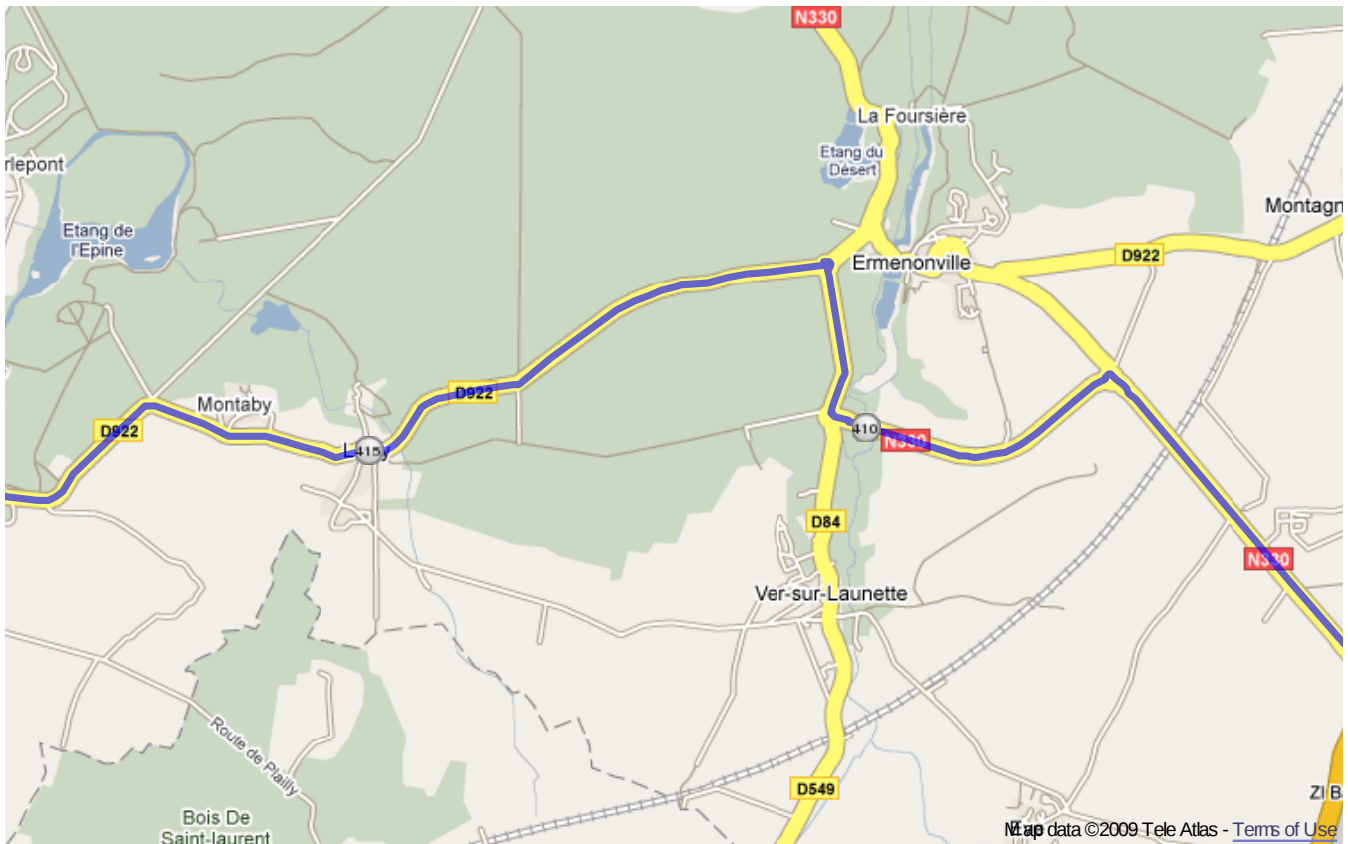 N330
La Foursière
Etang du
Désert
rlepont
Montagn
Etang de
l'Epine
D922
Ermenonville
D922
Montaby
D922
415
410
N330
D84
N330
Ver-sur-Launette
Route de Plailly
D549
ZI B
Bois De
Saint-laurent
Map data ©2009 Tele Atlas - Terms of Use